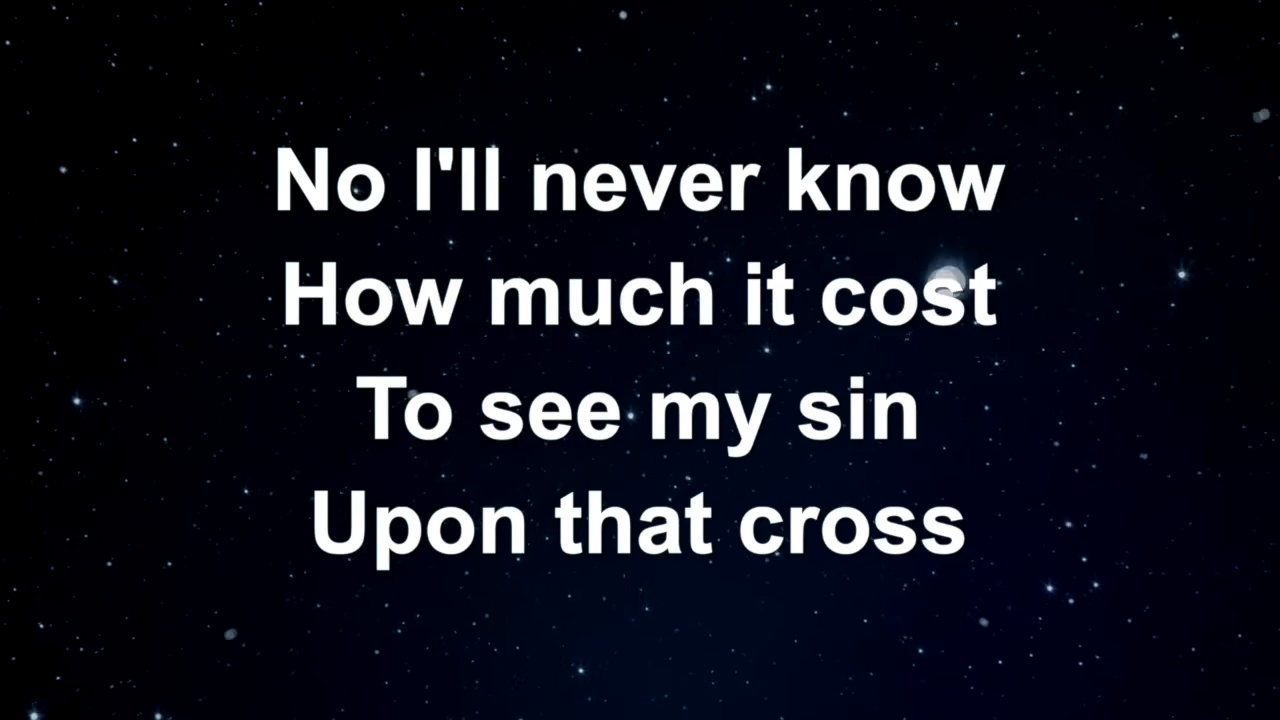 No I'll never know
How much it cost
To see my sin
Upon that cross